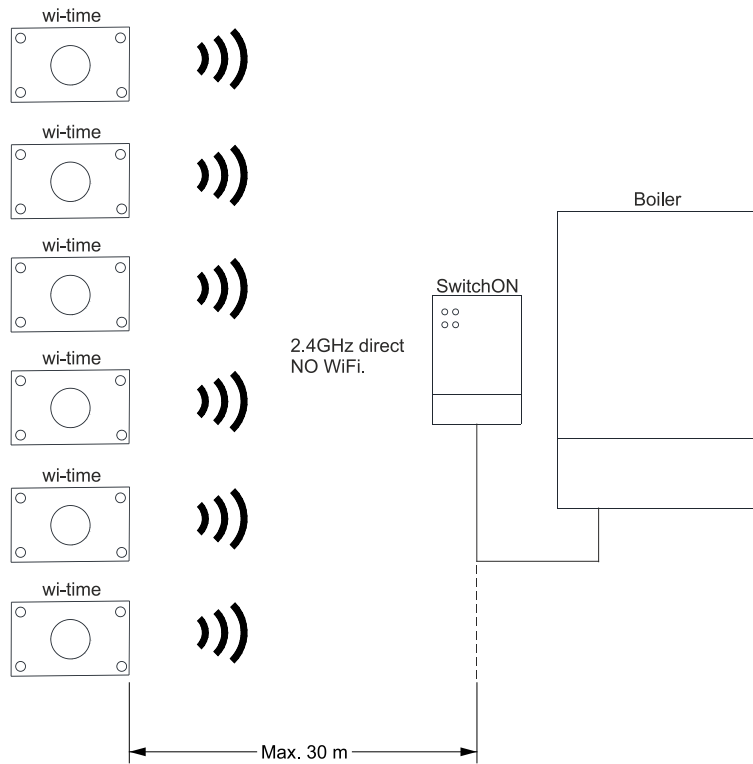 wi-time
wi-time
wi-time
wi-time
wi-time
wi-time
2.4GHz direct
NO WiFi.
SwitchON
Boiler
Max. 30 m